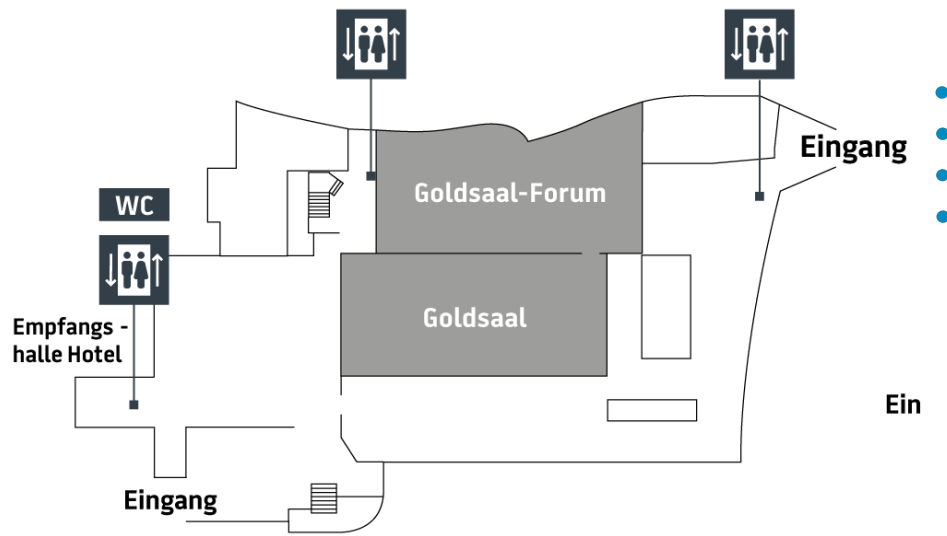 Eingang
Goldsaal-Forum
WC
Goldsaal
Empfangs -
halle Hotel
Ein
Eingang